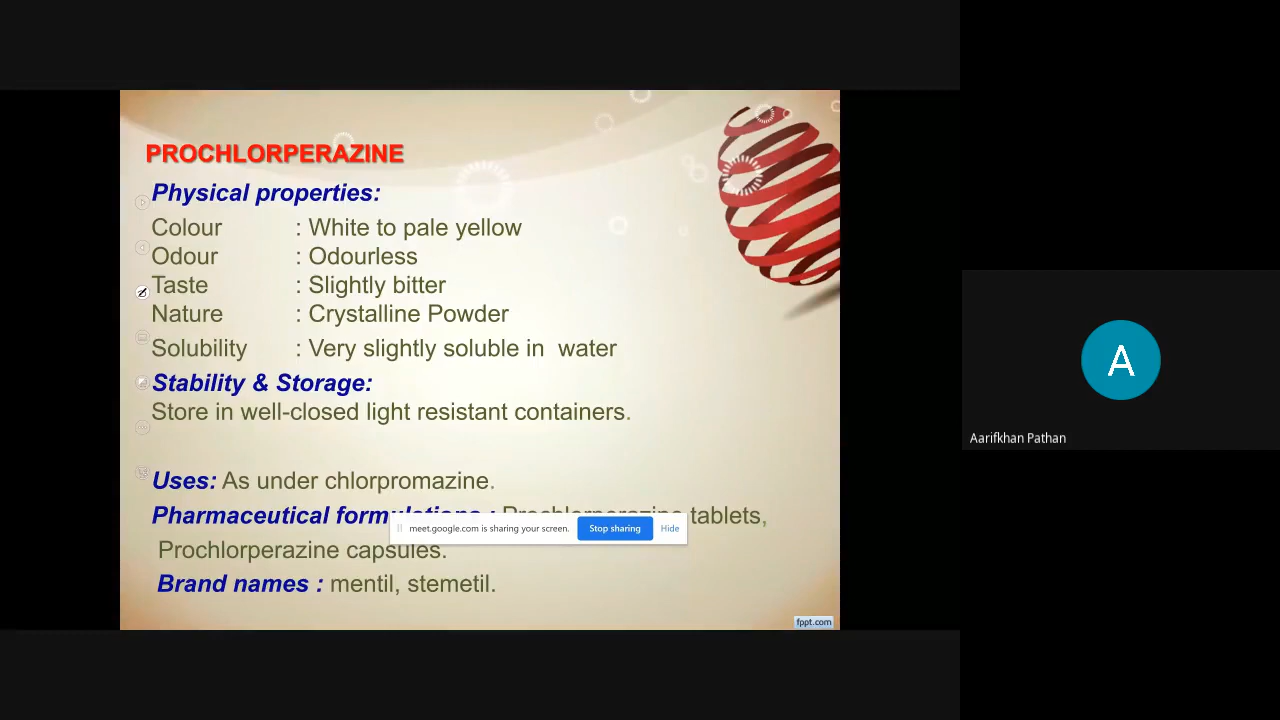 PROCHLORPERAZINE
Physical properties:
Colour : White to pale yellow
Odour : Odourless
Taste : Slightly bitter
Nature : Crystalline Powder
Solubility : Very slightly soluble in water
Stability & Storage:
Store in well-closed light resistant containers.
Uses: As under chlorpromazine.
Pharmaceutical formulations : Prochlorperazine tablets,
meet.google.com is sharing your screen. Stop sharing Hide
Prochlorperazine capsules.
Brand names : mentil, stemetil.
fppt.com
A
Aarifkhan Pathan